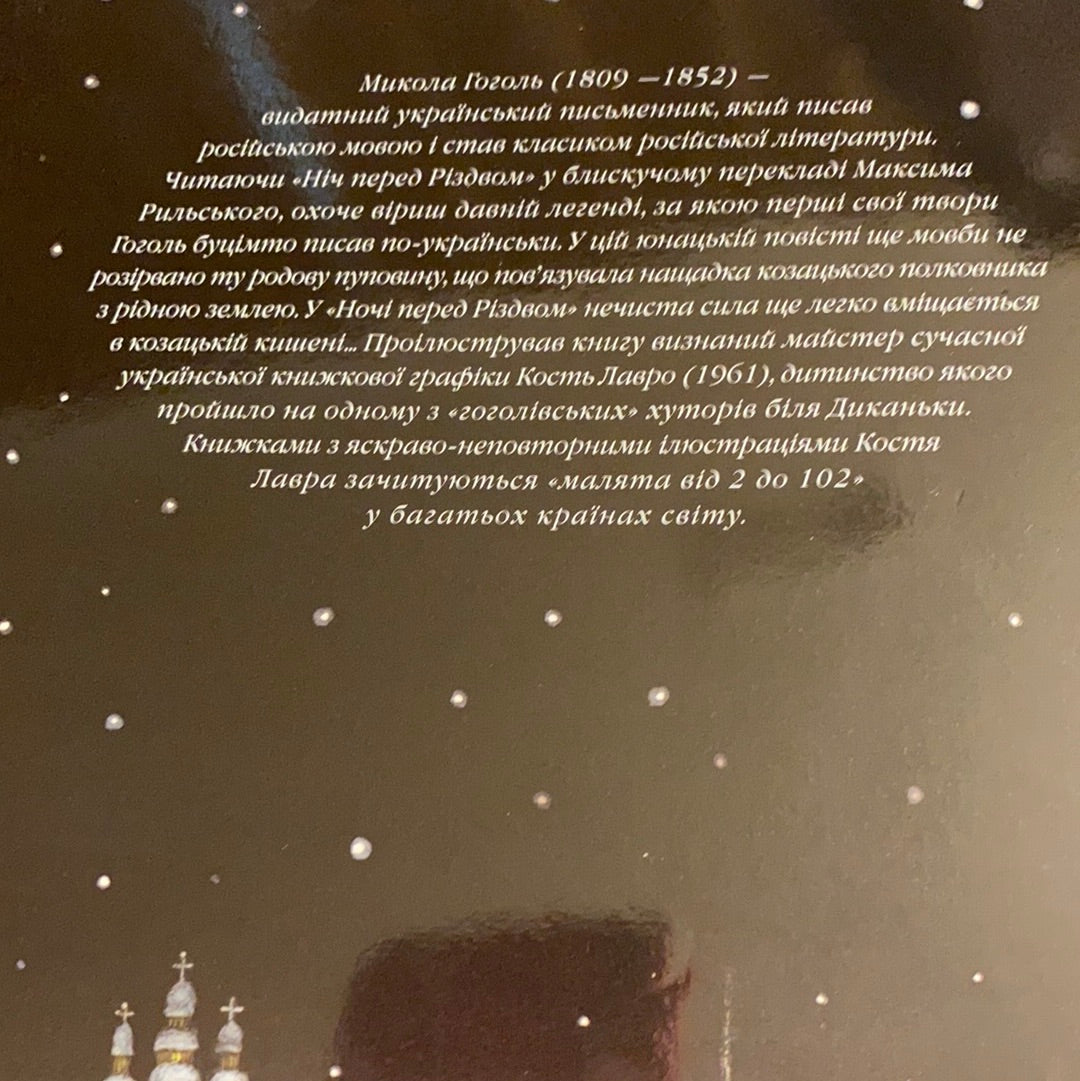 Микола Гоголь (1809 —1852) —
видатний український письменник, який писав
російською мовою і став класиком російської літератури.
Читаючи «Ніч перед Різдвом» у блискучому перекладі Максима
Рильського, охоче віриш давній легенді, за якою перші свої твори
Гоголь буцімто писав по-українськи. У цій юнацькій повісті ще мовби не
розірвано ту родову пуповину, що пов’язувала нащадка козацького полковника
з рідною землею. У «Ночі перед Різдвом» нечиста сила ще легко вміщається
в козацькій кишені... Проілюстрував книгу визнаний майстер сучасної
української книжкової графіки Кость Лавро (1961), дитинство якого
пройшло на одному з «гоголівських» хуторів біля Диканьки.
Книжками з яскраво-неповторними ілюстраціями Костя
Лавра зачитуються «малята від 2 до 102»
у багатьох країнах світу.